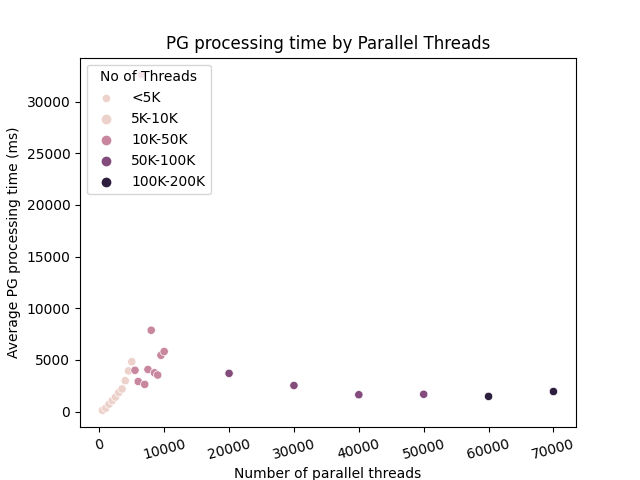 PG processing time by Parallel Threads
No of Threads
<5K
5K-10K
10K-50K
50K-100K
100K-200K
Average PG processing time (ms)
30000
25000
20000
15000
10000
5000
0
0
10000
20000
30000
40000
50000
60000
70000
Number of parallel threads